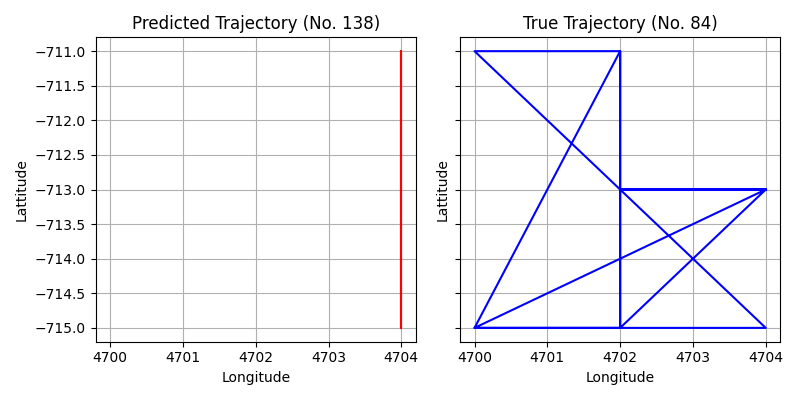 Predicted Trajectory (No. 138)
True Trajectory (No. 84)
Lattitude
−711.0
−711.5
−712.0
−712.5
−713.0
−713.5
−714.0
−714.5
−715.0
4700 4701 4702 4703 4704
Longitude
Lattitude
4700 4701 4702 4703 4704
Longitude